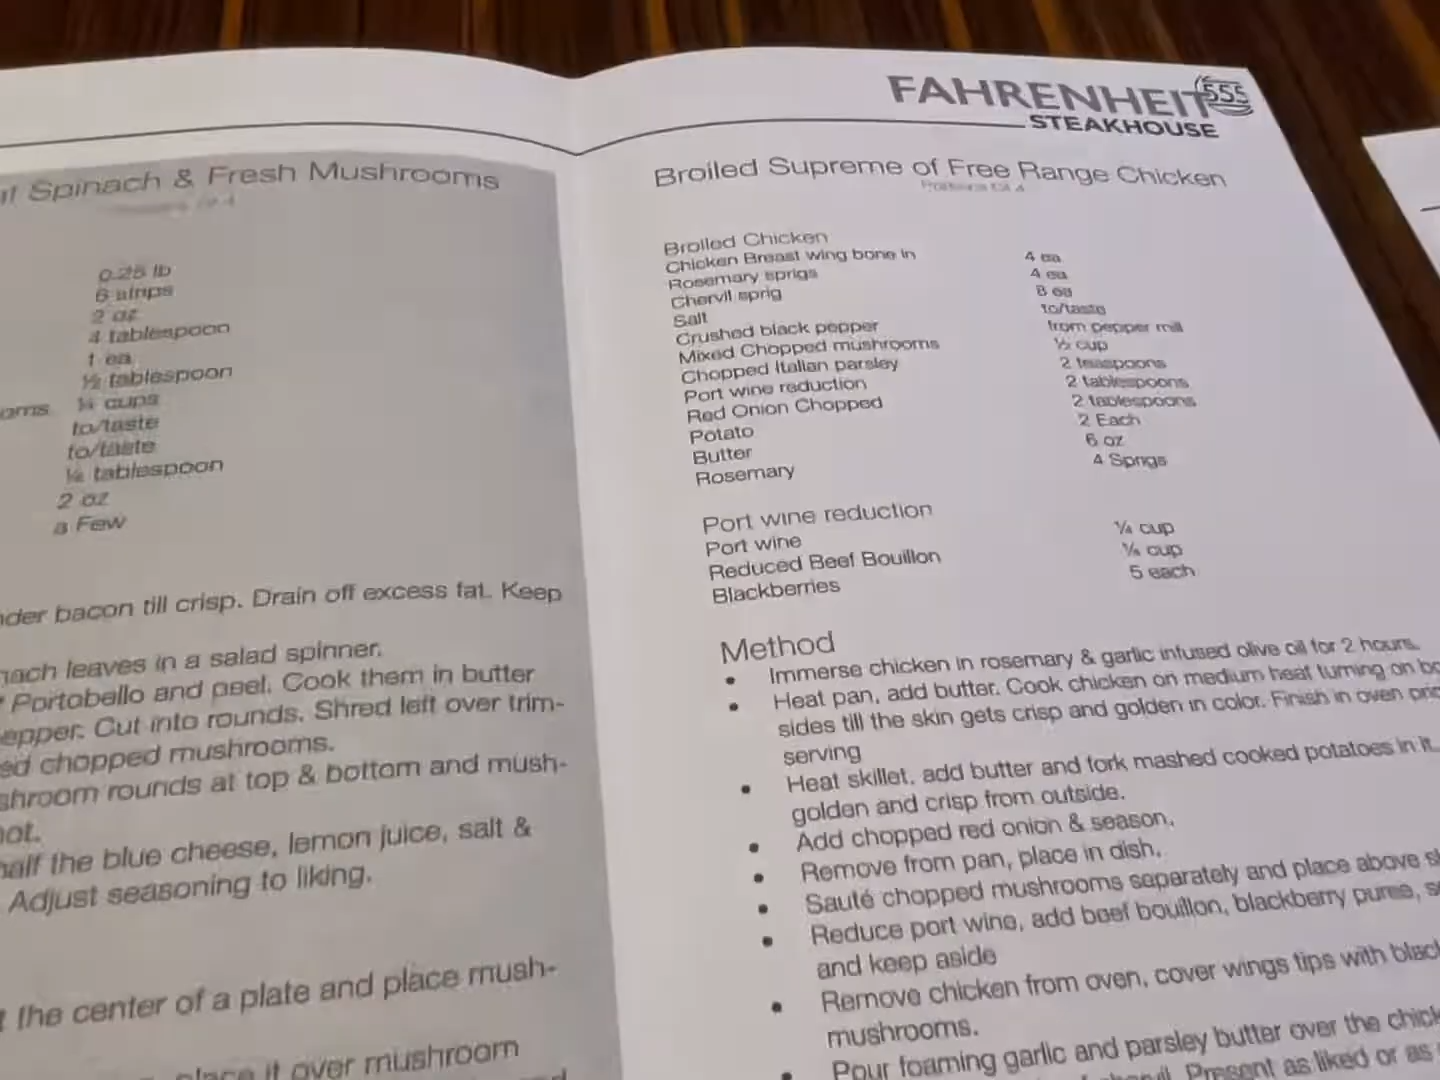 FAHRENHEIT 555
STEAKHOUSE
Spinach & Fresh Mushrooms
0.25 lb
6 strips
2 oz
4 tablespoon
1 ea
½ tablespoon
¼ cups
to/taste
to/taste
½ tablespoon
2 oz
a Few
bacon till crisp. Drain off excess fat. Keep
leaves in a salad spinner.
Portobello and peel. Cook them in butter
Cut into rounds. Shred left over trim-
chopped mushrooms.
rounds at top & bottom and mush-
the blue cheese, lemon juice, salt &
Adjust seasoning to liking.
the center of a plate and place mush-
place it over mushroom
Broiled Supreme of Free Range Chicken
Portions Of 4
Broiled Chicken
Chicken Breast wing bone in 4 ea
Rosemary sprigs 4 ea
Chervil sprig 8 ea
Salt to/taste
Crushed black pepper from pepper mill
Mixed Chopped mushrooms ½ cup
Chopped Italian parsley 2 teaspoons
Port wine reduction 2 tablespoons
Red Onion Chopped 2 tablespoons
Potato 2 Each
Butter 6 oz
Rosemary 4 Sprigs
Port wine reduction
Port wine ¼ cup
Reduced Beef Bouillon ¼ cup
Blackberries 5 each
Method
• Immerse chicken in rosemary & garlic infused olive oil for 2 hours.
• Heat pan, add butter. Cook chicken on medium heat turning on
sides till the skin gets crisp and golden in color. Finish in oven
serving
• Heat skillet, add butter and fork mashed cooked potatoes in it.
golden and crisp from outside.
• Add chopped red onion & season.
• Remove from pan, place in dish.
• Sauté chopped mushrooms separately and place above
• Reduce port wine, add beef bouillon, blackberry puree,
and keep aside
• Remove chicken from oven, cover wings tips with
mushrooms.
• Pour foaming garlic and parsley butter over the
chervil. Present as liked or as